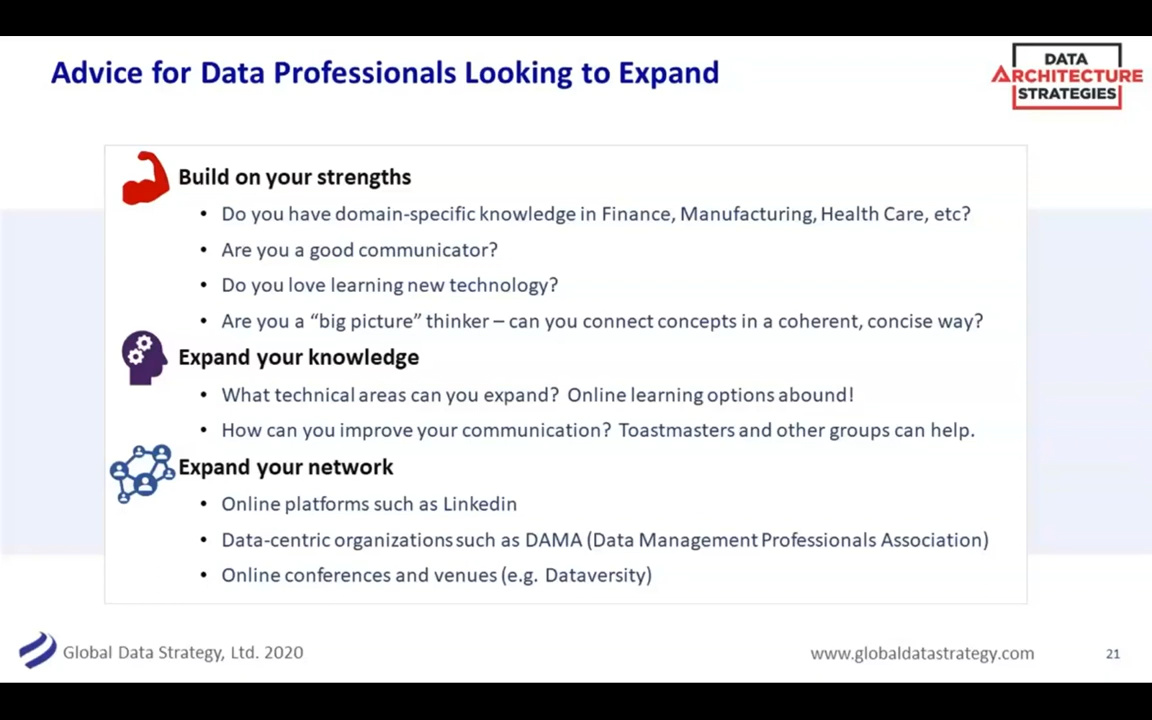 Advice for Data Professionals Looking to Expand
DATA
ARCHITECTURE
STRATEGIES
Build on your strengths
• Do you have domain-specific knowledge in Finance, Manufacturing, Health Care, etc?
• Are you a good communicator?
• Do you love learning new technology?
• Are you a “big picture” thinker – can you connect concepts in a coherent, concise way?
Expand your knowledge
• What technical areas can you expand? Online learning options abound!
• How can you improve your communication? Toastmasters and other groups can help.
Expand your network
• Online platforms such as Linkedin
• Data-centric organizations such as DAMA (Data Management Professionals Association)
• Online conferences and venues (e.g. Dataversity)
Global Data Strategy, Ltd. 2020
www.globaldatastrategy.com
21